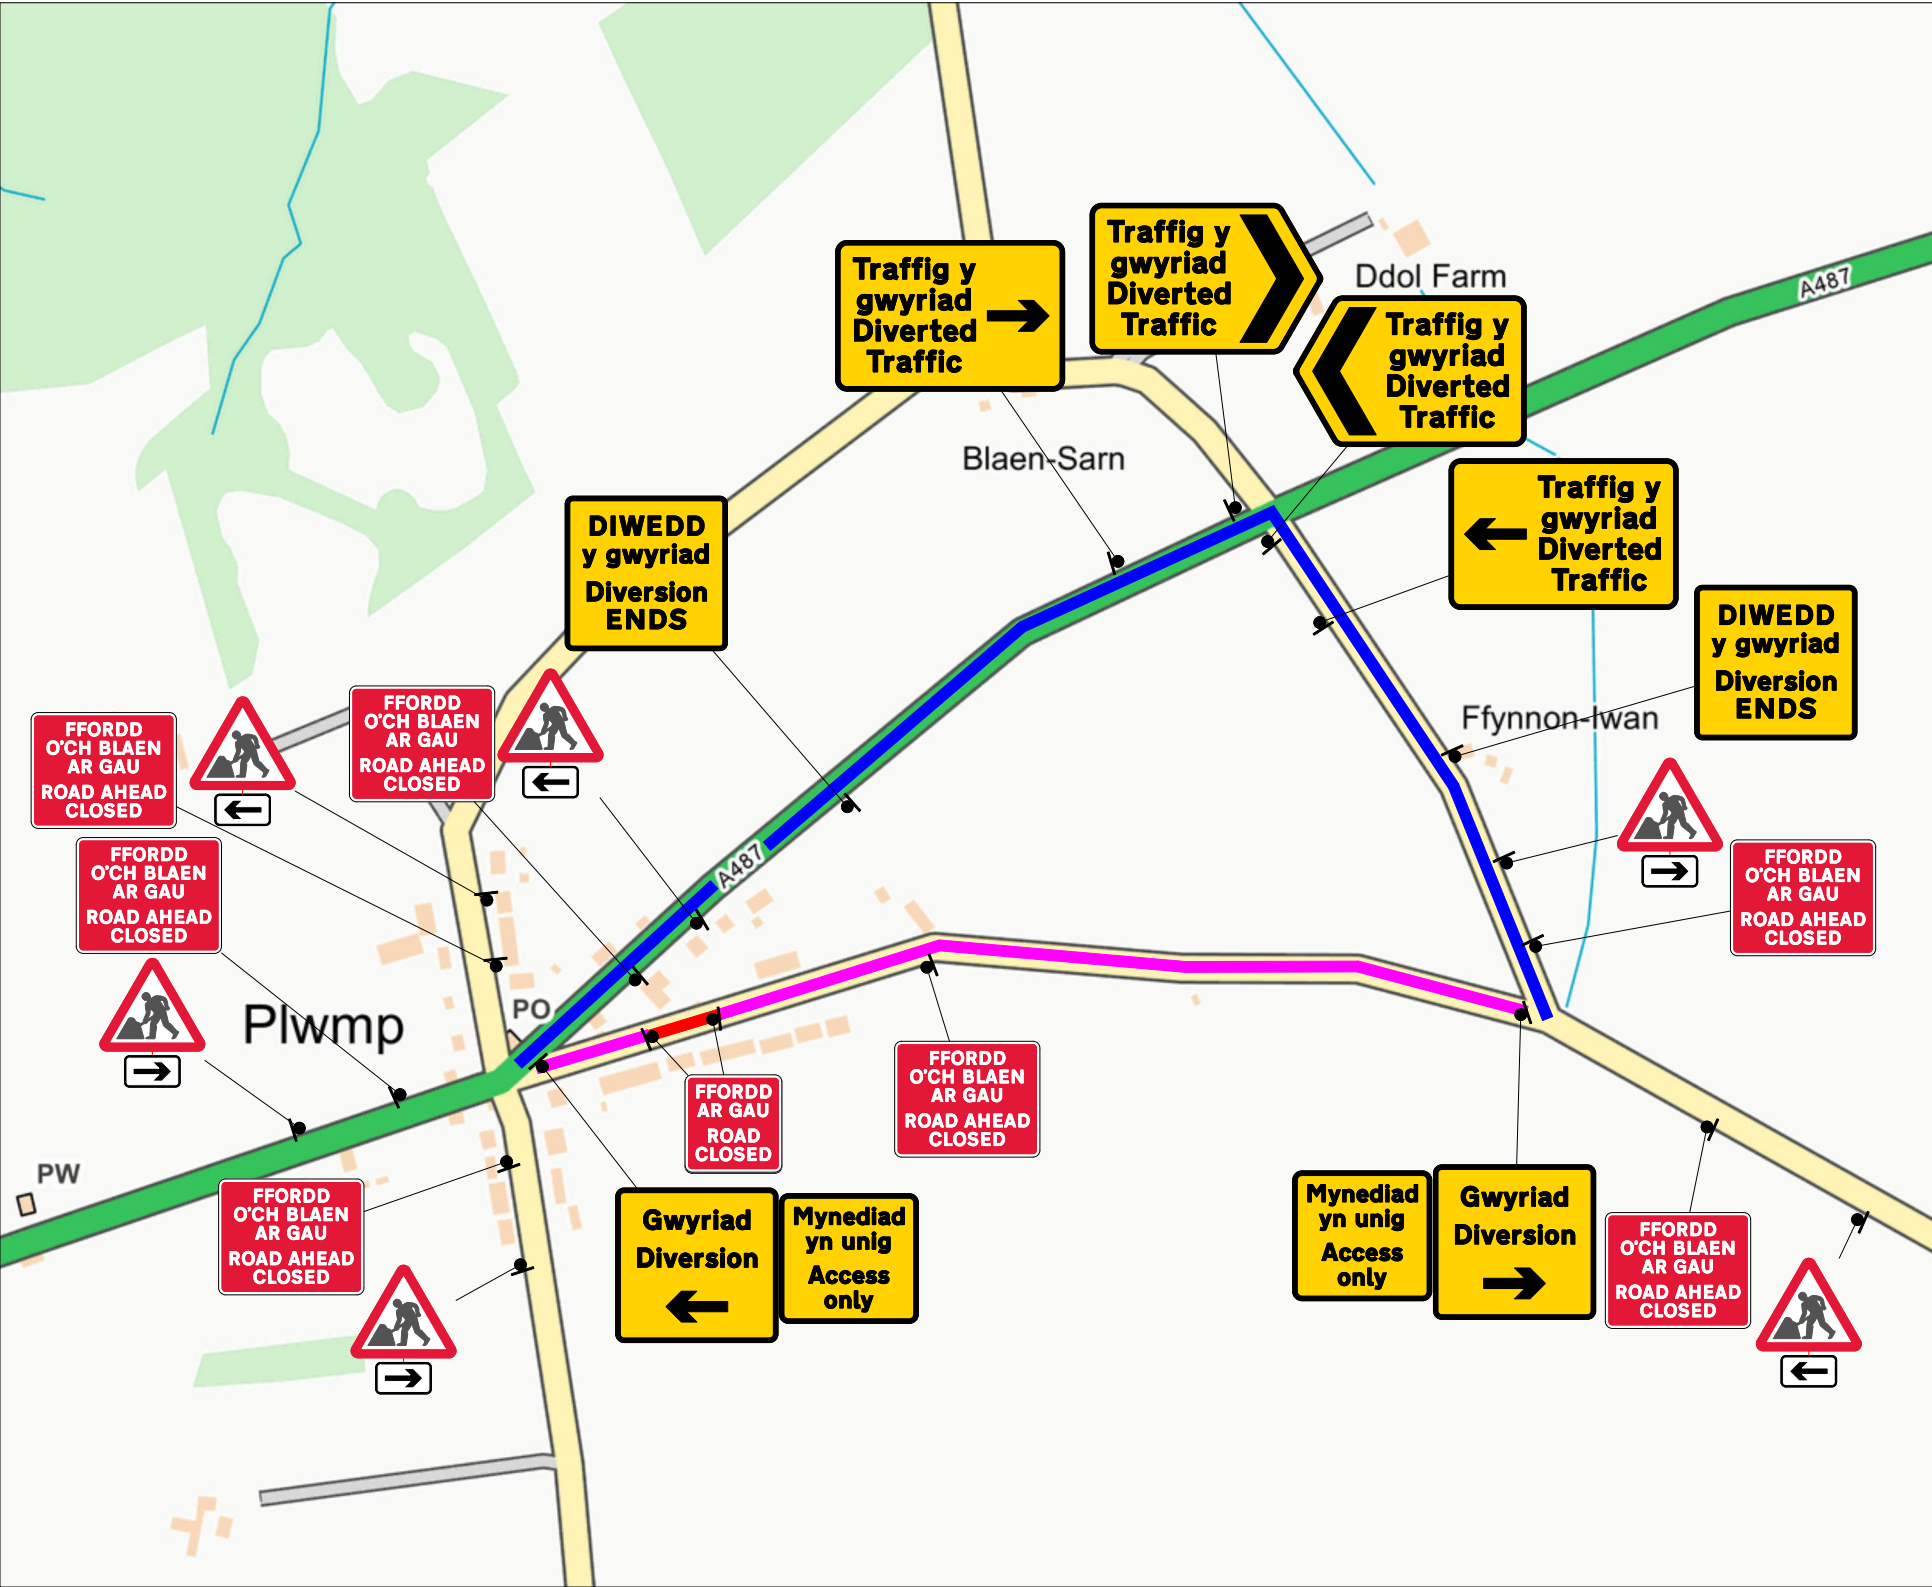 Traffig y
gwyriad
Diverted
Traffic
Traffig y
gwyriad
Diverted
Traffic
Ddol Farm
A487
Traffig y
gwyriad
Diverted
Traffic
Blaen-Sarn
Traffig y
gwyriad
Diverted
Traffic
DIWEDD
y gwyriad
Diversion
ENDS
DIWEDD
y gwyriad
Diversion
ENDS
Ffynnon-Iwan
FFORDD
O'CH BLAEN
AR GAU
ROAD AHEAD
CLOSED
FFORDD
O'CH BLAEN
AR GAU
ROAD AHEAD
CLOSED
FFORDD
O'CH BLAEN
AR GAU
ROAD AHEAD
CLOSED
A487
FFORDD
O'CH BLAEN
AR GAU
ROAD AHEAD
CLOSED
Plwmp
PO
FFORDD
AR GAU
ROAD
CLOSED
FFORDD
O'CH BLAEN
AR GAU
ROAD AHEAD
CLOSED
PW
FFORDD
O'CH BLAEN
AR GAU
ROAD AHEAD
CLOSED
Gwyriad
Diversion
Mynediad
yn unig
Access
only
Mynediad
yn unig
Access
only
Gwyriad
Diversion
FFORDD
O'CH BLAEN
AR GAU
ROAD AHEAD
CLOSED